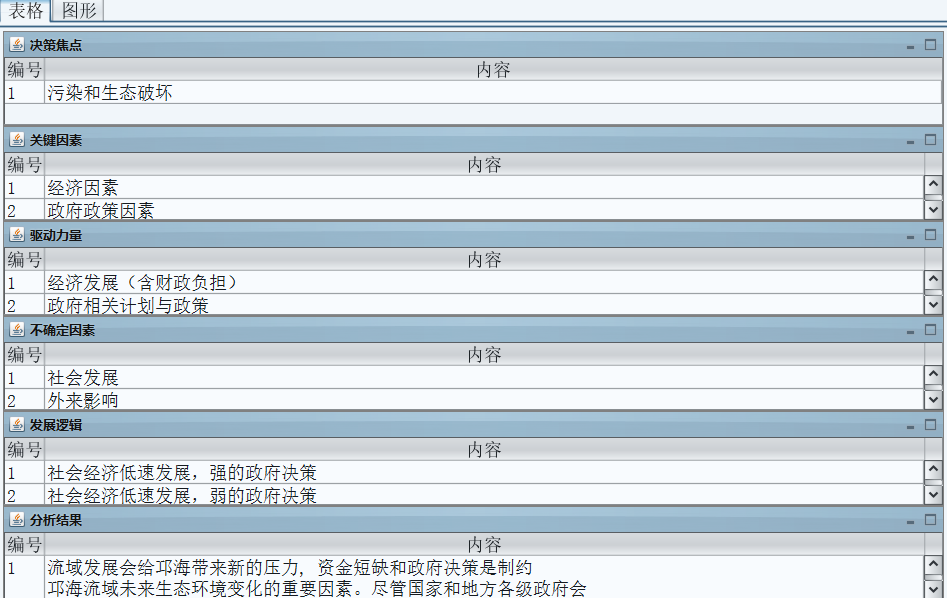 表格 图形
决策焦点
编号 内容
1 污染和生态破坏
关键因素
编号 内容
1 经济因素
2 政府政策因素
驱动力量
编号 内容
1 经济发展（含财政负担）
2 政府相关计划与政策
不确定因素
编号 内容
1 社会发展
2 外来影响
发展逻辑
编号 内容
1 社会经济低速发展，强的政府决策
2 社会经济低速发展，弱的政府决策
分析结果
编号 内容
1 流域发展会给邛海带来新的压力，资金短缺和政府决策是制约
邛海流域未来生态环境变化的重要因素。尽管国家和地方各级政府会